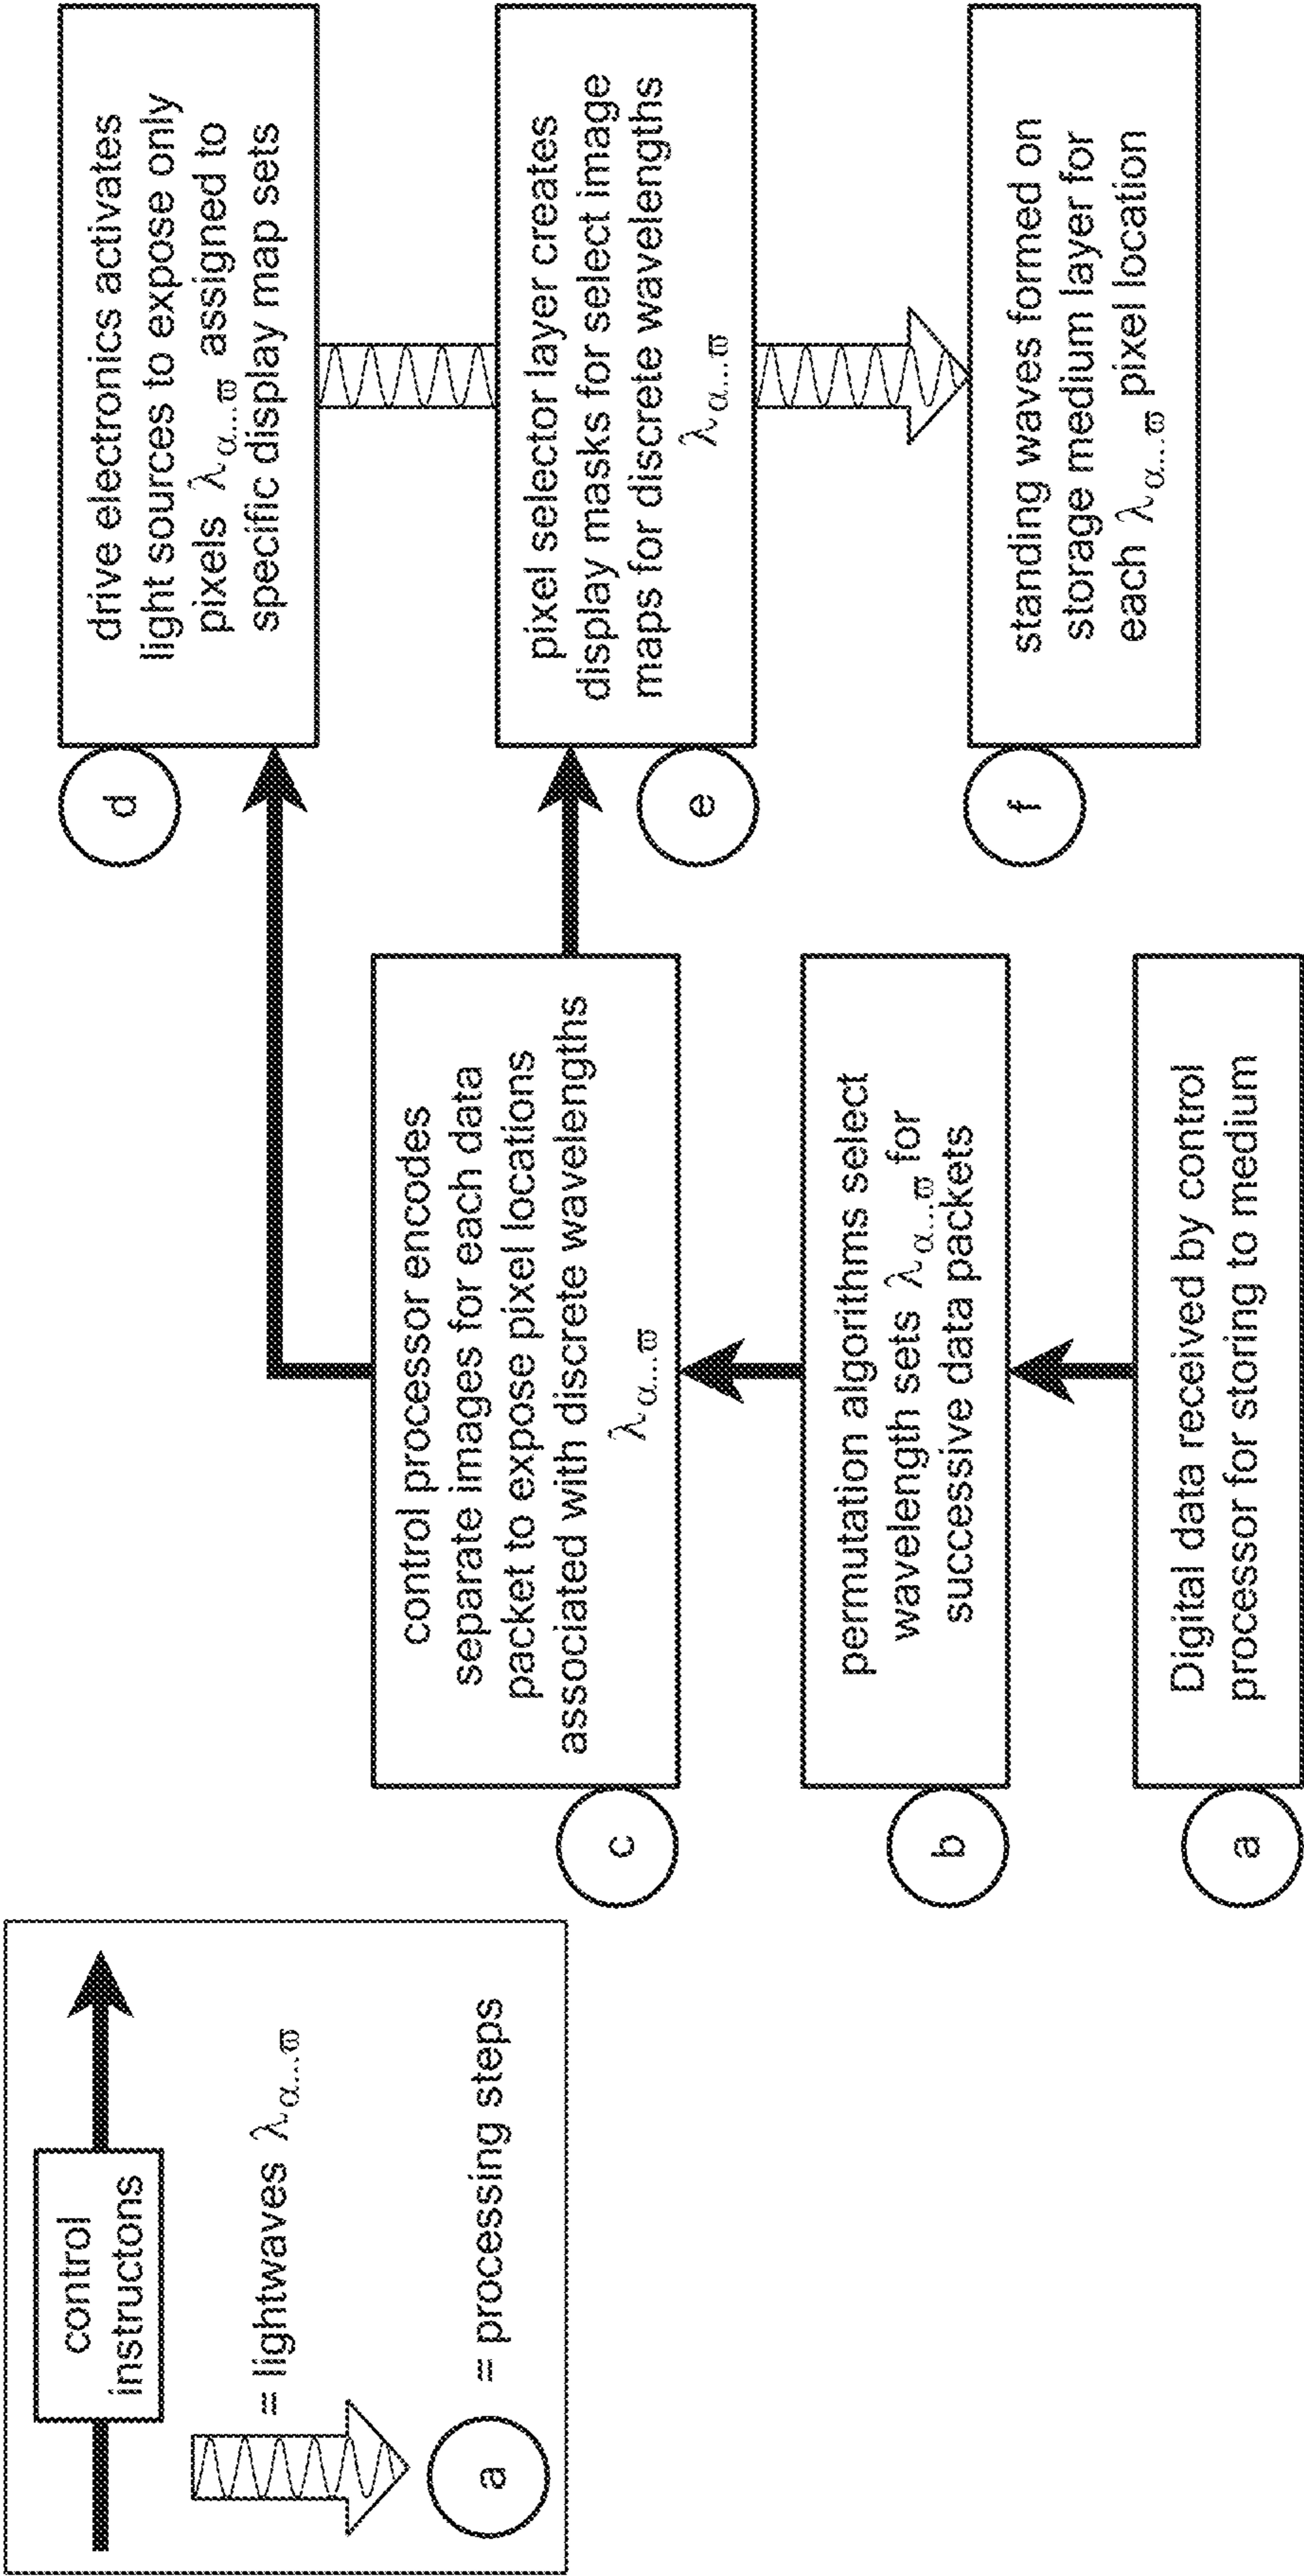 control
instructons
= lightwaves λα...ϖ
a
= processing steps
c
control processor encodes
separate images for each data
packet to expose pixel locations
associated with discrete wavelengths
λα...ϖ
b
permutation algorithms select
wavelength sets λα...ϖ for
successive data packets
a
Digital data received by control
processor for storing to medium
d
drive electronics activates
light sources to expose only
pixels λα...ϖ assigned to
specific display map sets
e
pixel selector layer creates
display masks for select image
maps for discrete wavelengths
λα...ϖ
f
standing waves formed on
storage medium layer for
each λα...ϖ pixel location